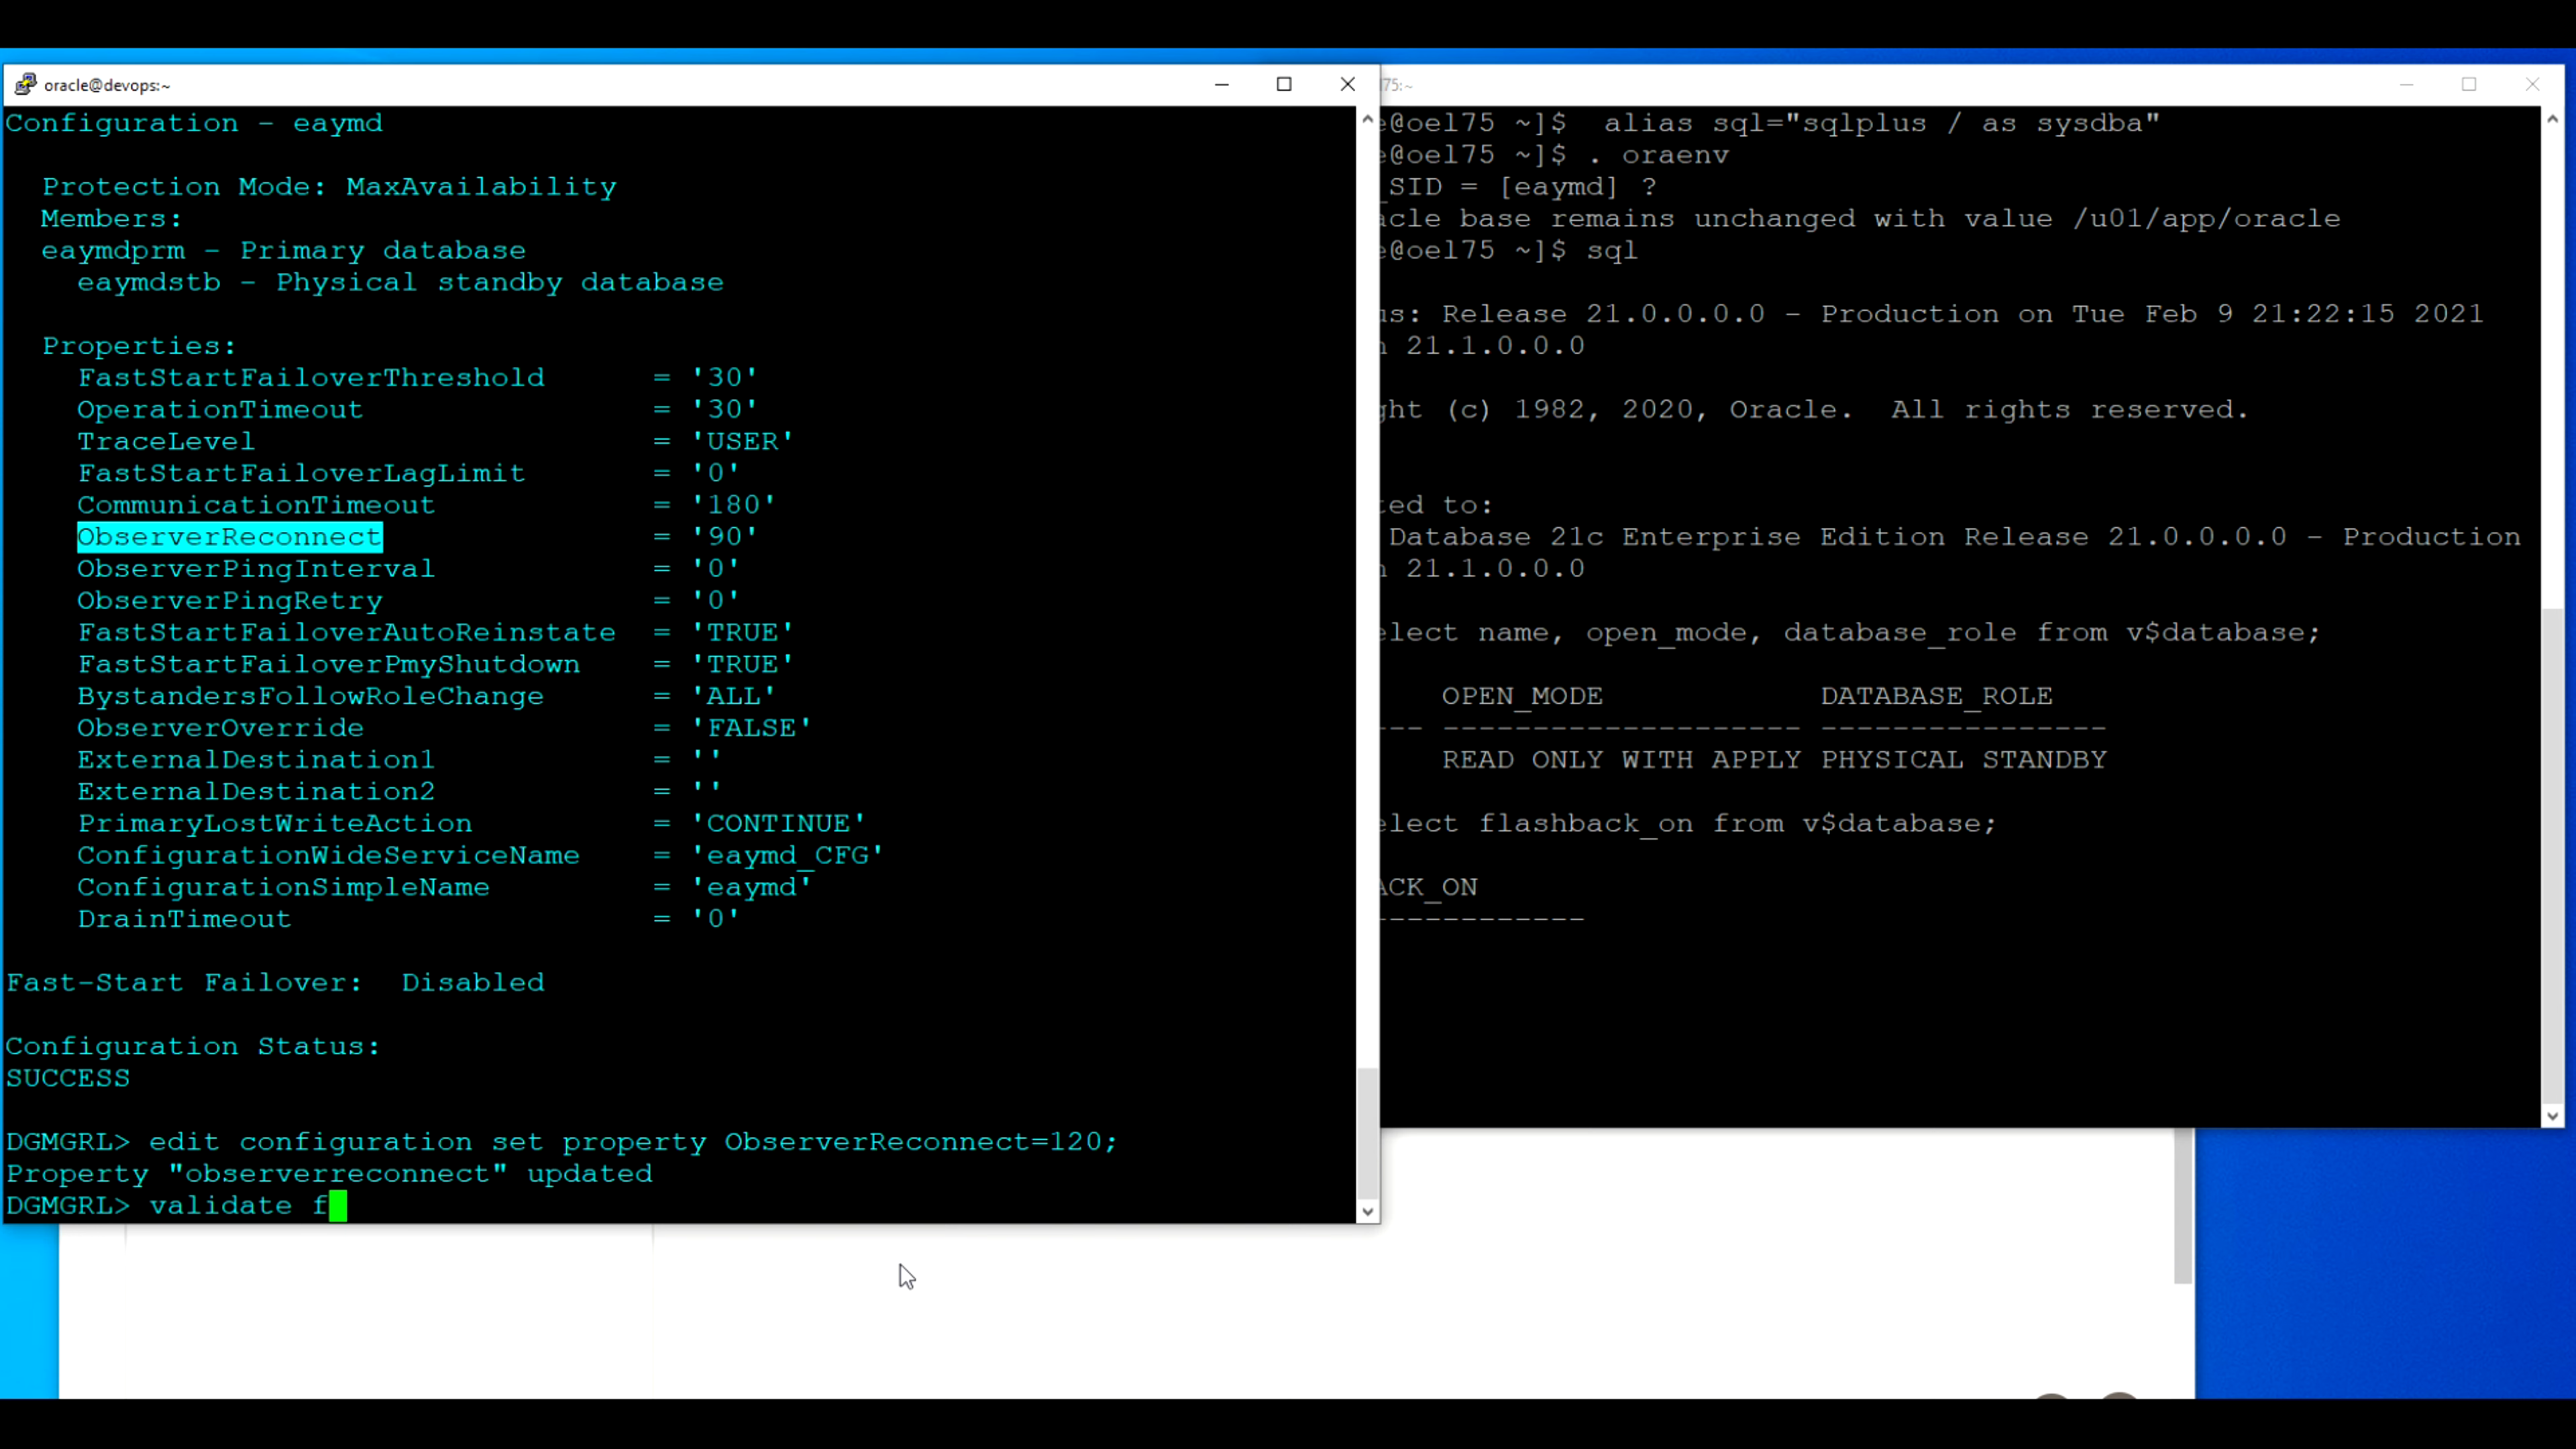 oracle@devops:~
Configuration - eaymd
Protection Mode: MaxAvailability
Members:
eaymdprm - Primary database
eaymdstb - Physical standby database
Properties:
FastStartFailoverThreshold = '30'
OperationTimeout = '30'
TraceLevel = 'USER'
FastStartFailoverLagLimit = '0'
CommunicationTimeout = '180'
ObserverReconnect = '90'
ObserverPingInterval = '0'
ObserverPingRetry = '0'
FastStartFailoverAutoReinstate = 'TRUE'
FastStartFailoverPmyShutdown = 'TRUE'
BystandersFollowRoleChange = 'ALL'
ObserverOverride = 'FALSE'
ExternalDestination1 = ''
ExternalDestination2 = ''
PrimaryLostWriteAction = 'CONTINUE'
ConfigurationWideServiceName = 'eaymd_CFG'
ConfigurationSimpleName = 'eaymd'
DrainTimeout = '0'
Fast-Start Failover: Disabled
Configuration Status:
SUCCESS
DGMGRL> edit configuration set property ObserverReconnect=120;
Property "observerreconnect" updated
DGMGRL> validate f
l75:~
e@oel75 ~]$ alias sql="sqlplus / as sysdba"
e@oel75 ~]$ . oraenv
_SID = [eaymd] ?
acle base remains unchanged with value /u01/app/oracle
e@oel75 ~]$ sql
us: Release 21.0.0.0.0 - Production on Tue Feb 9 21:22:15 2021
n 21.1.0.0.0
ght (c) 1982, 2020, Oracle. All rights reserved.
ted to:
Database 21c Enterprise Edition Release 21.0.0.0.0 - Production
n 21.1.0.0.0
elect name, open_mode, database_role from v$database;
OPEN_MODE DATABASE_ROLE
--- -------------------- ----------------
READ ONLY WITH APPLY PHYSICAL STANDBY
elect flashback_on from v$database;
ACK_ON
------------